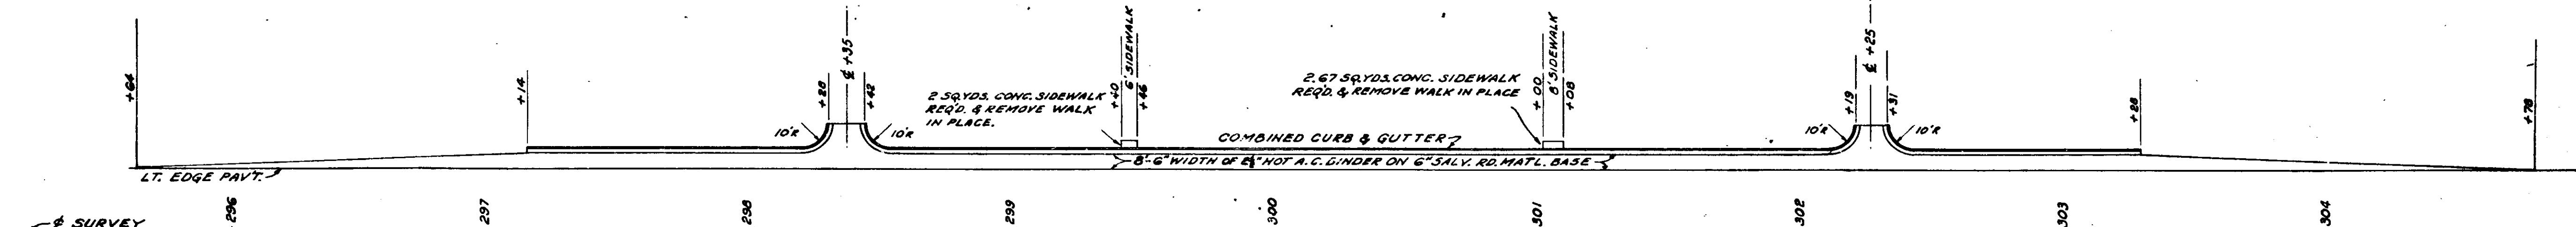 +64
+14
+28
℄ +35
+42
2 SQ.YDS. CONC. SIDEWALK
REQ'D. & REMOVE WALK
IN PLACE.
+40
6' SIDEWALK
+46
2.67 SQ.YDS. CONC. SIDEWALK
REQ'D. & REMOVE WALK IN PLACE
+00
8' SIDEWALK
+08
+19
℄ +25
+31
+28
+78
10'R
10'R
COMBINED CURB & GUTTER
10'R
10'R
8'-6" WIDTH OF HOT A.C. BINDER ON 6" SALV. RD. MATL. BASE
LT. EDGE PAV'T.
296
297
298
299
300
301
302
303
304
℄ SURVEY